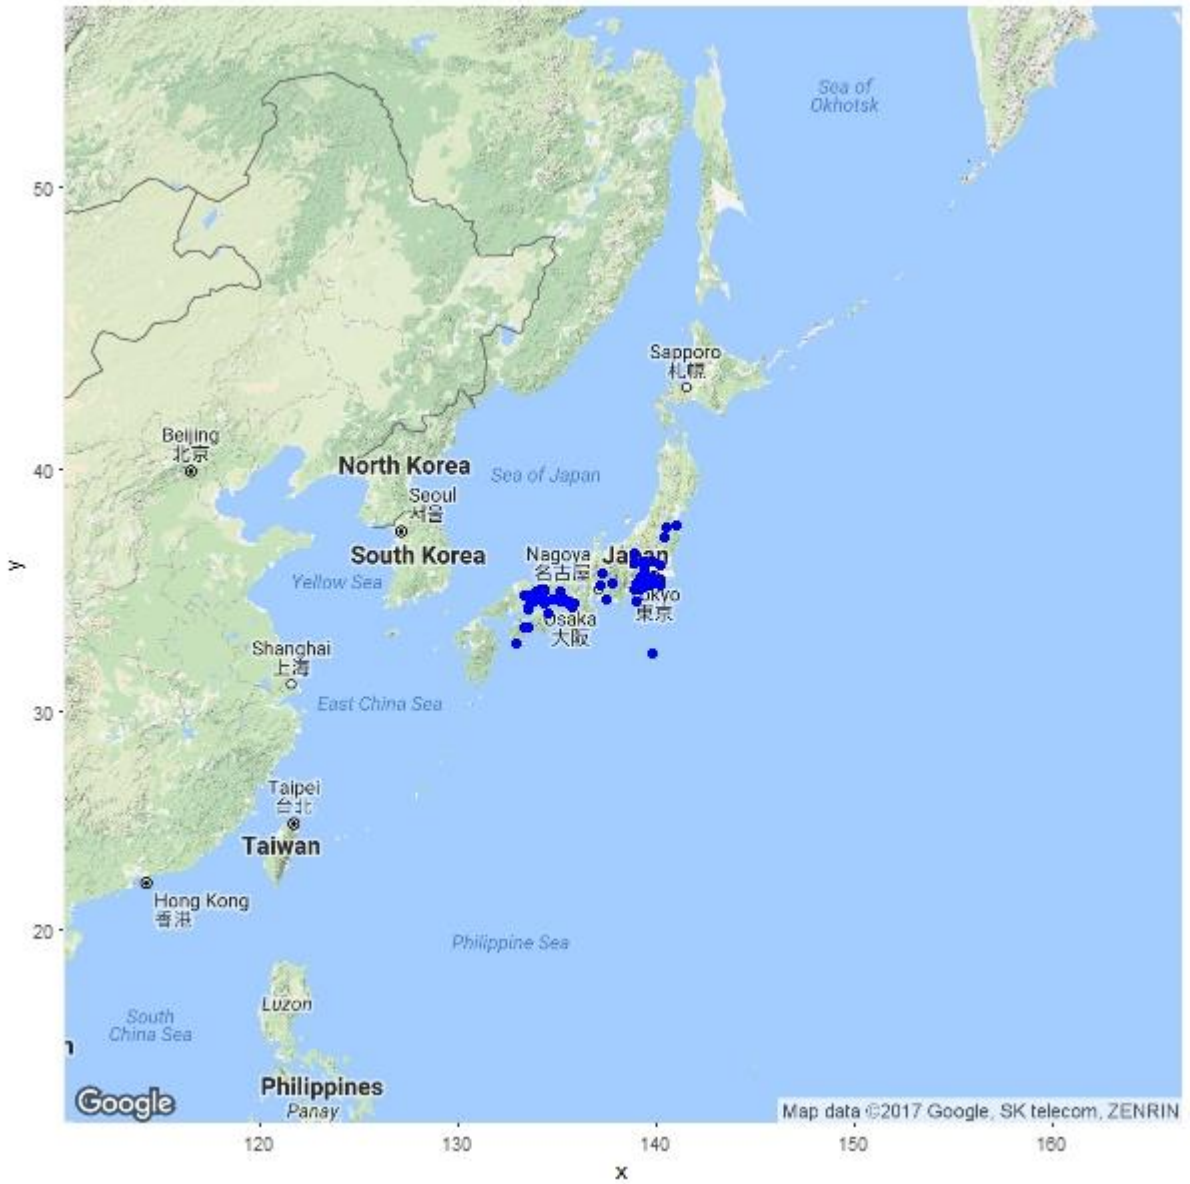 Sea of
Okhotsk
50
Sapporo
札幌
Beijing
北京
40
North Korea
Sea of Japan
Seoul
서울
South Korea
Nagoya
名古屋
Japan
Yellow Sea
y
Tokyo
東京
Osaka
大阪
Shanghai
上海
East China Sea
30
Taipei
台北
Taiwan
Hong Kong
香港
20
Philippine Sea
Luzon
South
China Sea
n
Philippines
Panay
Google
Map data ©2017 Google, SK telecom, ZENRIN
120
130
140
150
160
x